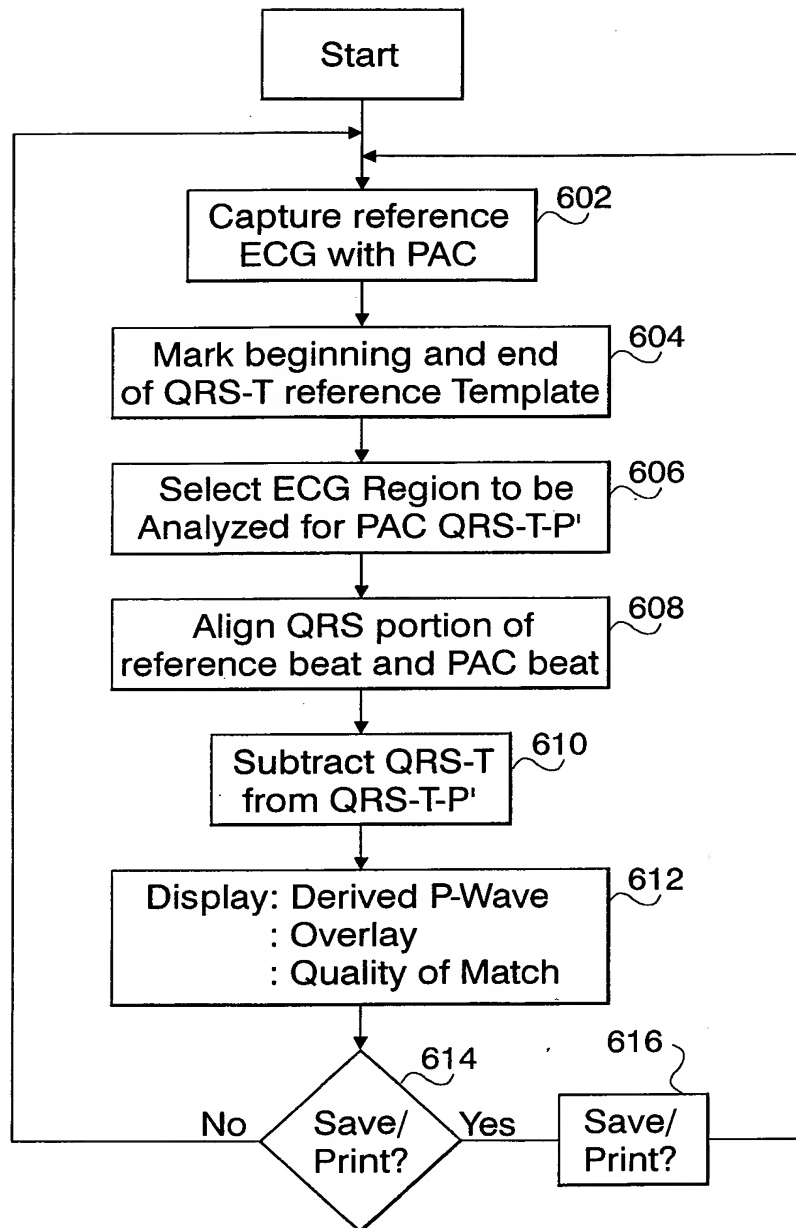 Start
602
Capture reference
ECG with PAC
604
Mark beginning and end
of QRS-T reference Template
606
Select ECG Region to be
Analyzed for PAC QRS-T-P'
608
Align QRS portion of
reference beat and PAC beat
610
Subtract QRS-T
from QRS-T-P'
612
Display: Derived P-Wave
: Overlay
: Quality of Match
614
616
No
Save/
Print?
Yes
Save/
Print?